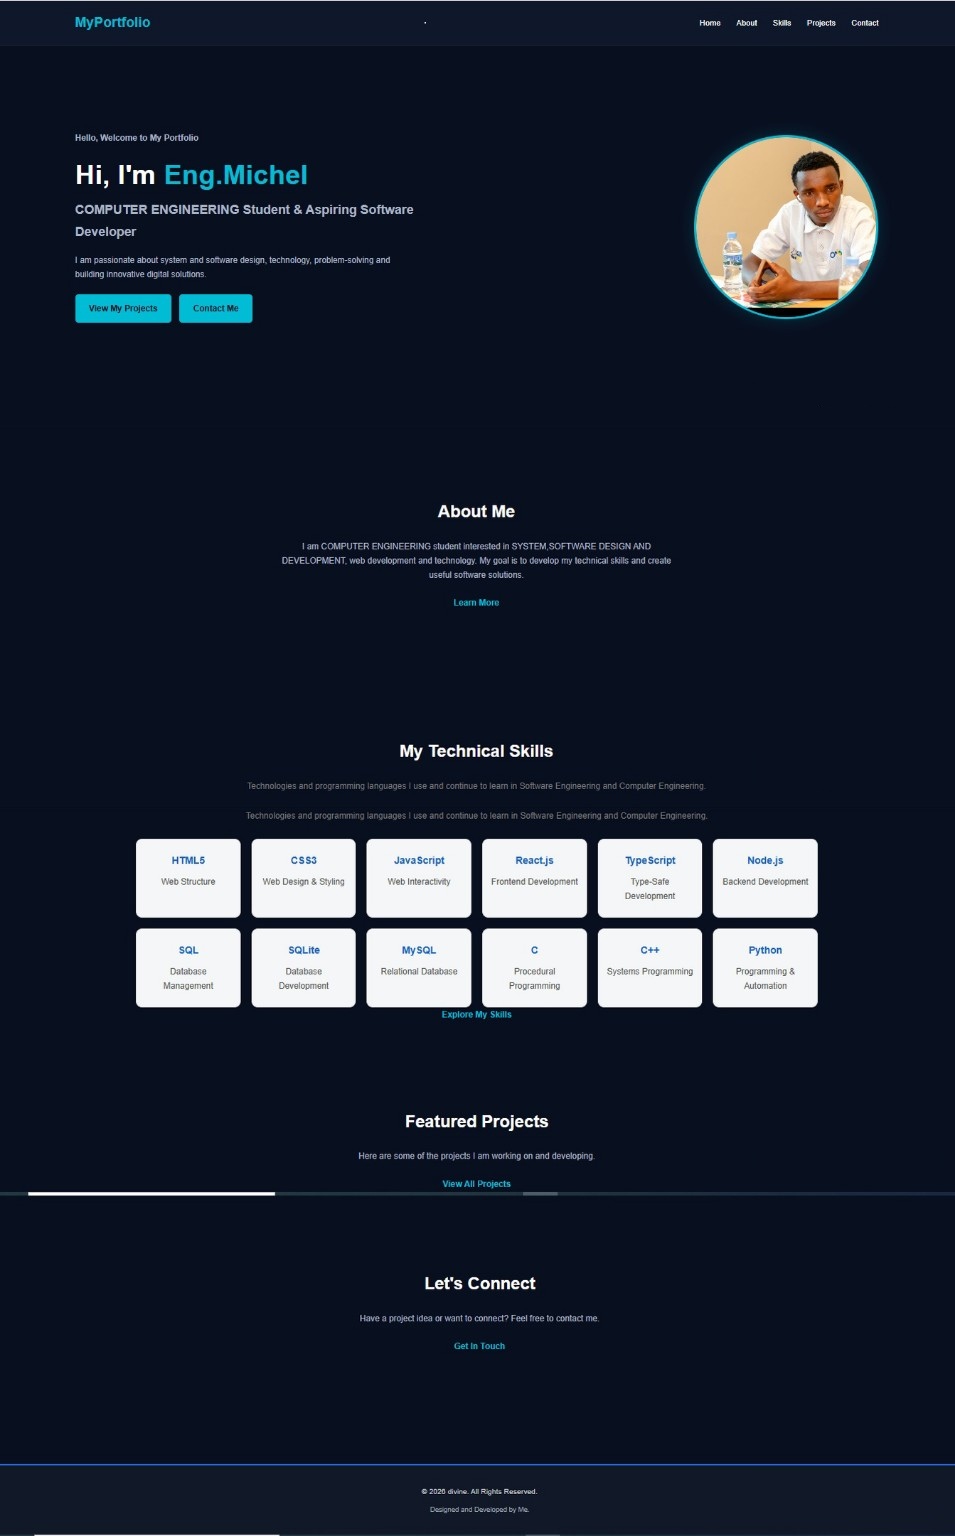 MyPortfolio
Home About Skills Projects Contact
Hello, Welcome to My Portfolio
Hi, I'm Eng.Michel
COMPUTER ENGINEERING Student & Aspiring Software
Developer
I am passionate about system and software design, technology, problem-solving and
building innovative digital solutions.
View My Projects Contact Me
About Me
I am COMPUTER ENGINEERING student interested in SYSTEM,SOFTWARE DESIGN AND
DEVELOPMENT, web development and technology. My goal is to develop my technical skills and create
useful software solutions.
Learn More
My Technical Skills
Technologies and programming languages I use and continue to learn in Software Engineering and Computer Engineering.
Technologies and programming languages I use and continue to learn in Software Engineering and Computer Engineering.
HTML5 CSS3 JavaScript React.js TypeScript Node.js
Web Structure Web Design & Styling Web Interactivity Frontend Development Type-Safe Backend Development
Development
SQL SQLite MySQL C C++ Python
Database Database Relational Database Procedural Systems Programming Programming &
Management Development Programming Automation
Explore My Skills
Featured Projects
Here are some of the projects I am working on and developing.
View All Projects
Let's Connect
Have a project idea or want to connect? Feel free to contact me.
Get In Touch
© 2026 divine. All Rights Reserved.
Designed and Developed by Me.